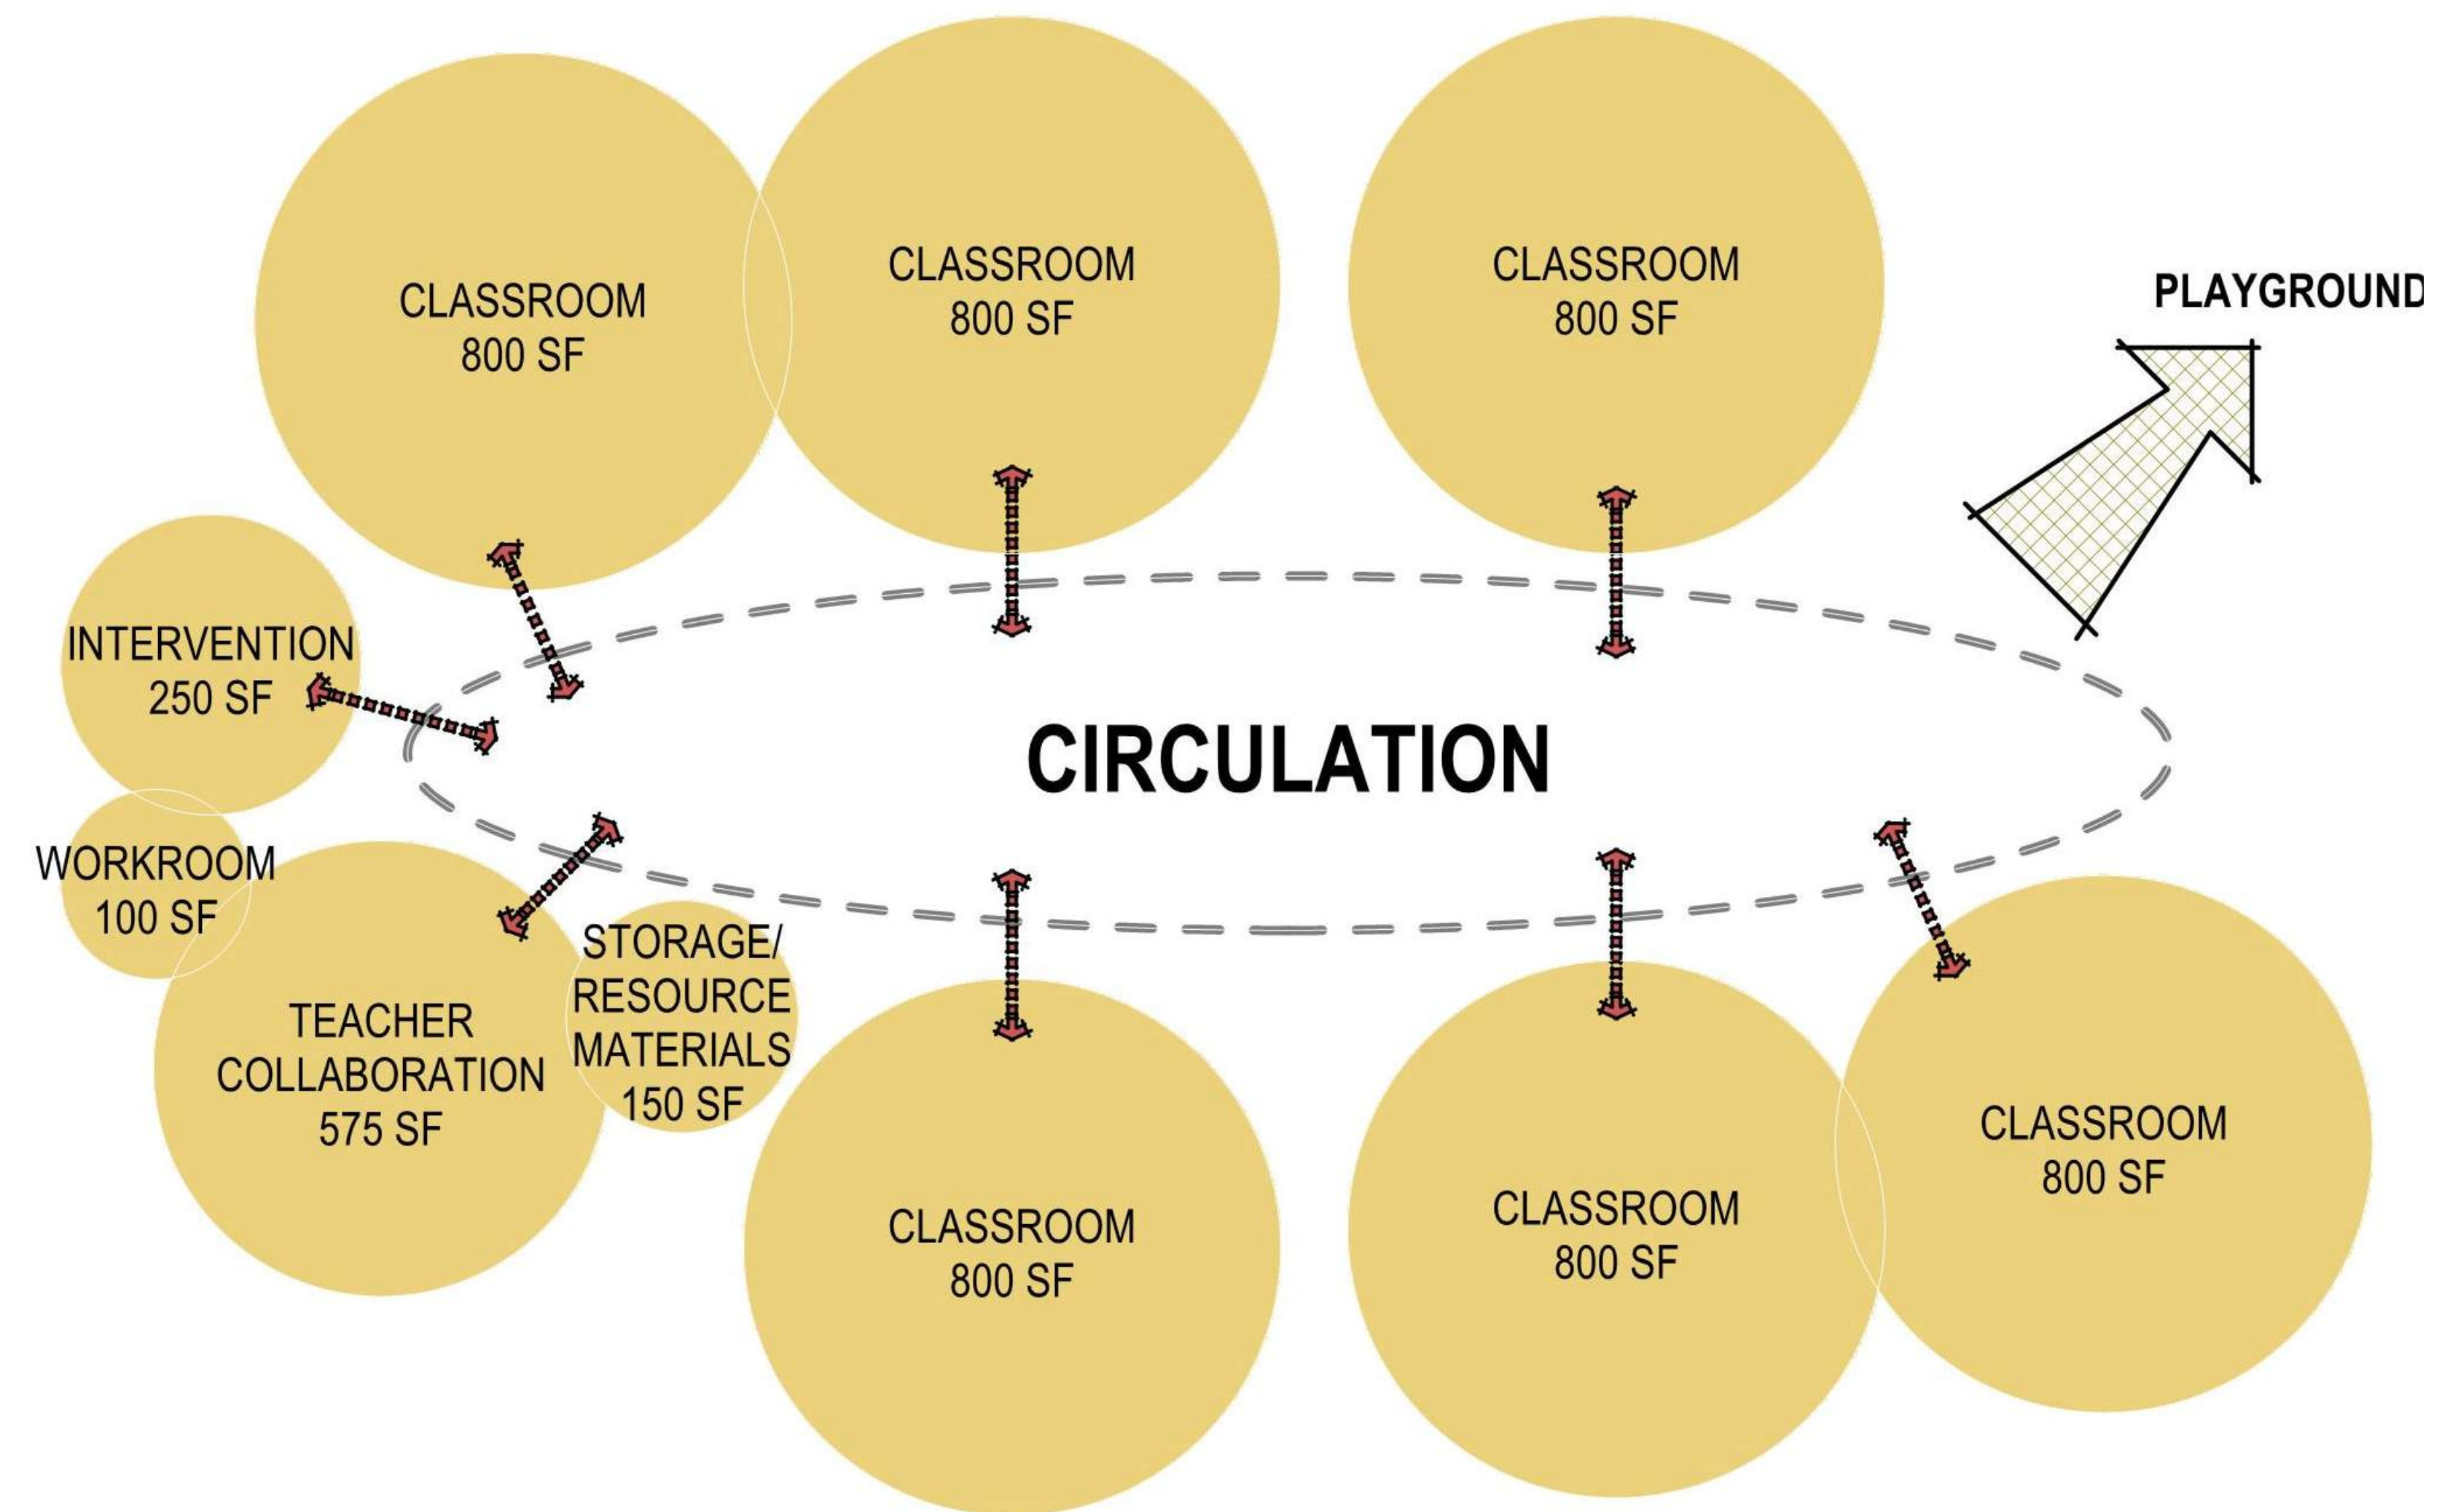 CLASSROOM
800 SF
CLASSROOM
800 SF
CLASSROOM
800 SF
PLAYGROUND
INTERVENTION
250 SF
CIRCULATION
WORKROOM
100 SF
TEACHER
COLLABORATION
575 SF
STORAGE/
RESOURCE
MATERIALS
150 SF
CLASSROOM
800 SF
CLASSROOM
800 SF
CLASSROOM
800 SF